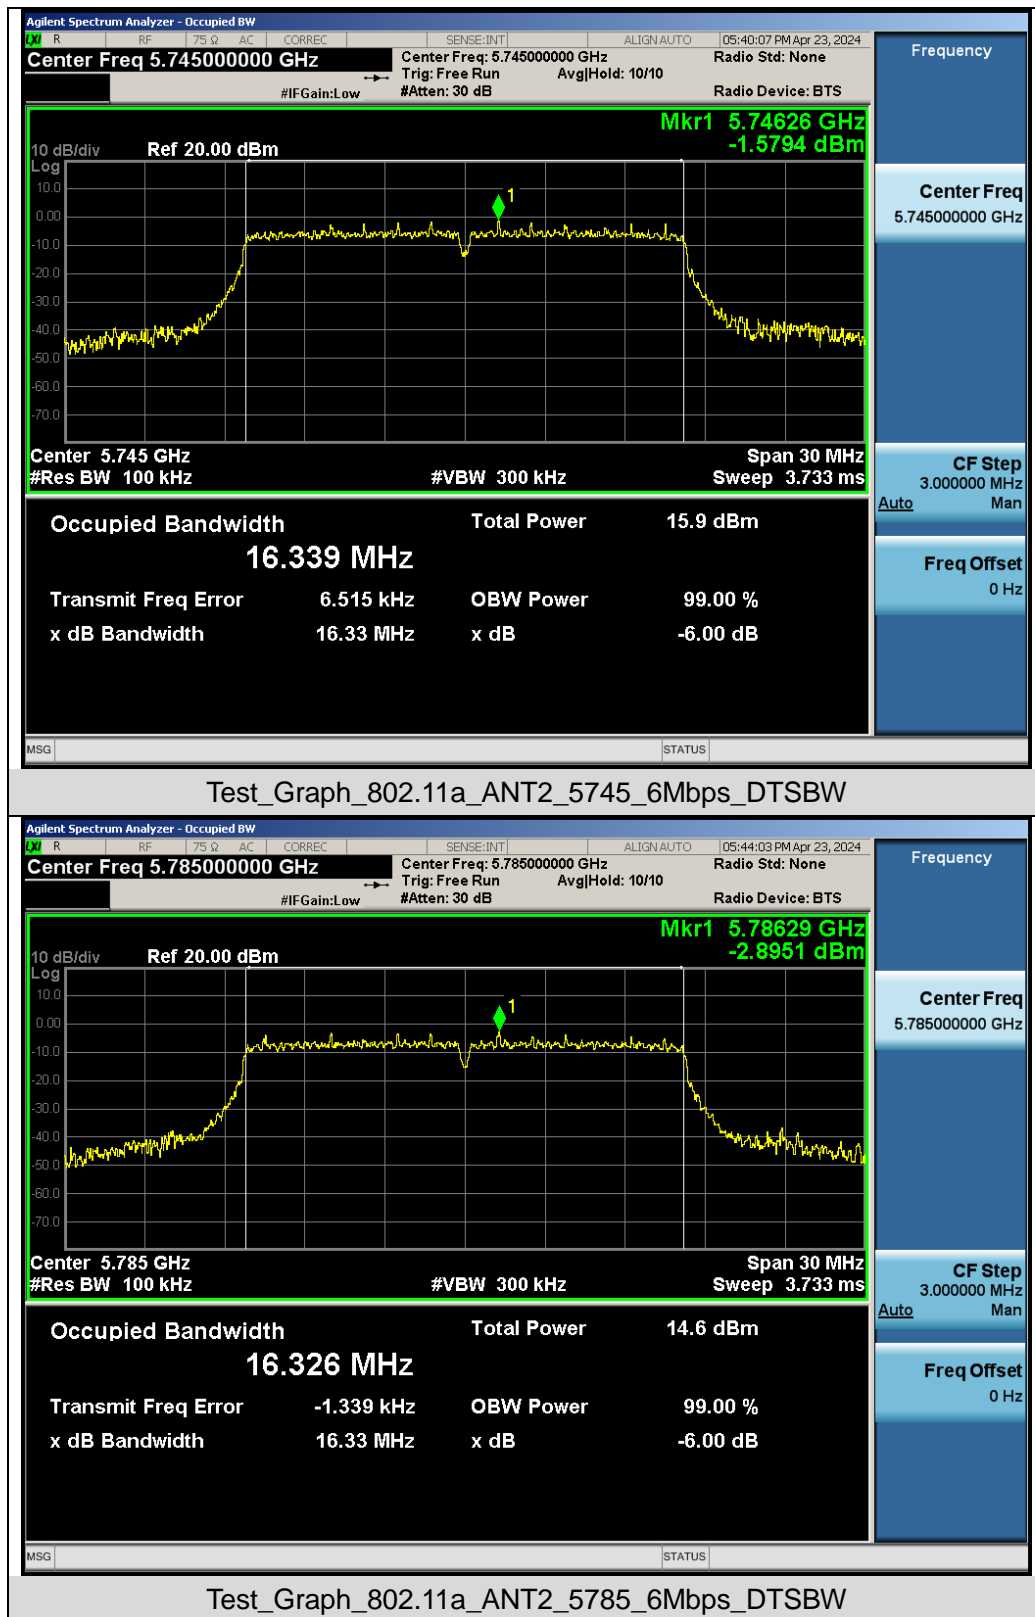 Agilent Spectrum Analyzer - Occupied BW
LXI R RF 75 Ω AC CORREC SENSE:INT ALIGN AUTO 05:40:07 PM Apr 23, 2024
Center Freq 5.745000000 GHz Center Freq: 5.745000000 GHz Radio Std: None Frequency
Trig: Free Run Avg|Hold: 10/10
#IFGain:Low #Atten: 30 dB Radio Device: BTS
Mkr1 5.74626 GHz
10 dB/div Ref 20.00 dBm -1.5794 dBm
Log
10.0
0.00
-10.0
-20.0
-30.0
-40.0
-50.0
-60.0
-70.0
1
Center Freq
5.745000000 GHz
Center 5.745 GHz Span 30 MHz
#Res BW 100 kHz #VBW 300 kHz Sweep 3.733 ms
CF Step
3.000000 MHz
Auto Man
Occupied Bandwidth Total Power 15.9 dBm
16.339 MHz
Freq Offset
0 Hz
Transmit Freq Error 6.515 kHz OBW Power 99.00 %
x dB Bandwidth 16.33 MHz x dB -6.00 dB
MSG STATUS
Test_Graph_802.11a_ANT2_5745_6Mbps_DTSBW
Agilent Spectrum Analyzer - Occupied BW
LXI R RF 75 Ω AC CORREC SENSE:INT ALIGN AUTO 05:44:03 PM Apr 23, 2024
Center Freq 5.785000000 GHz Center Freq: 5.785000000 GHz Radio Std: None Frequency
Trig: Free Run Avg|Hold: 10/10
#IFGain:Low #Atten: 30 dB Radio Device: BTS
Mkr1 5.78629 GHz
10 dB/div Ref 20.00 dBm -2.8951 dBm
Log
10.0
0.00
-10.0
-20.0
-30.0
-40.0
-50.0
-60.0
-70.0
1
Center Freq
5.785000000 GHz
Center 5.785 GHz Span 30 MHz
#Res BW 100 kHz #VBW 300 kHz Sweep 3.733 ms
CF Step
3.000000 MHz
Auto Man
Occupied Bandwidth Total Power 14.6 dBm
16.326 MHz
Freq Offset
0 Hz
Transmit Freq Error -1.339 kHz OBW Power 99.00 %
x dB Bandwidth 16.33 MHz x dB -6.00 dB
MSG STATUS
Test_Graph_802.11a_ANT2_5785_6Mbps_DTSBW